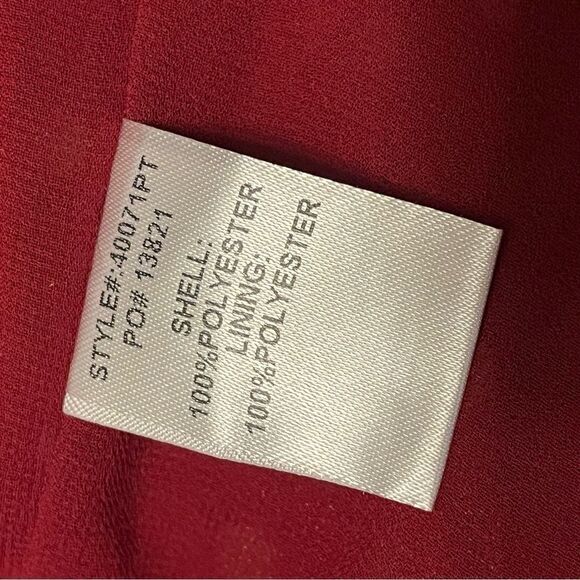 STYLE#:40071PT
PO# 13821
SHELL:
100%POLYESTER
LINING:
100%POLYESTER